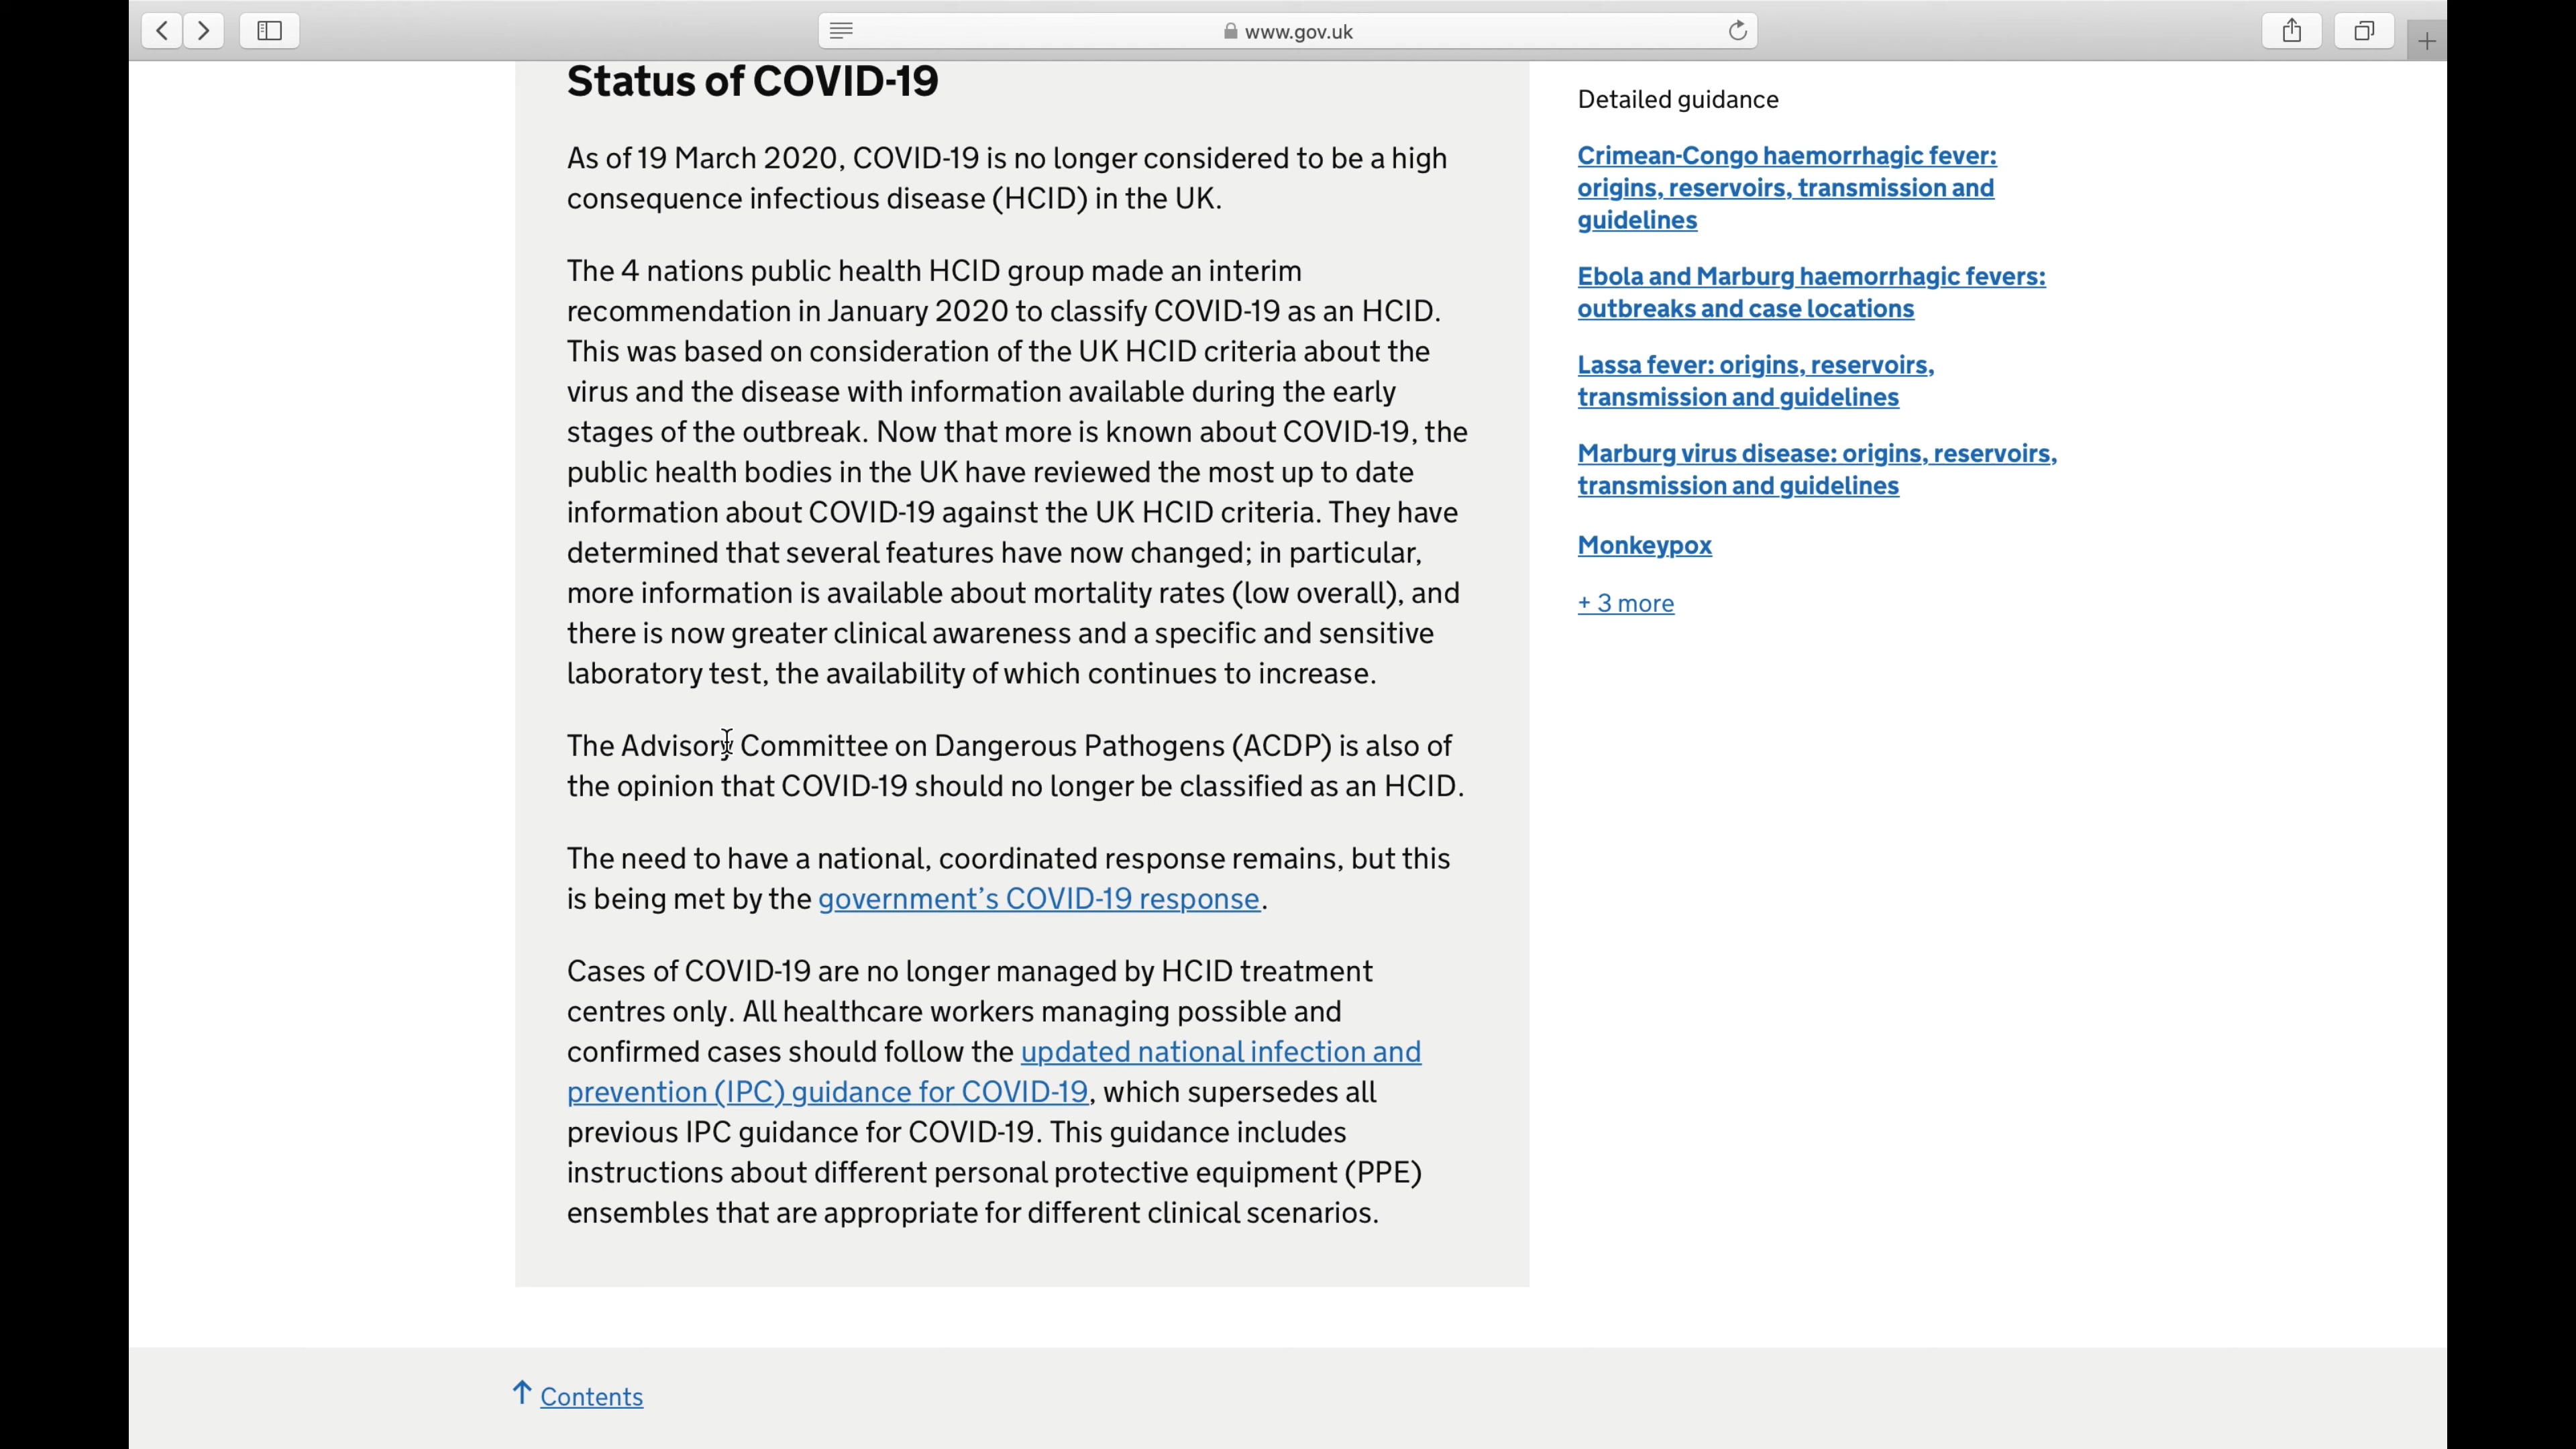 www.gov.uk
Status of COVID-19
As of 19 March 2020, COVID-19 is no longer considered to be a high
consequence infectious disease (HCID) in the UK.
The 4 nations public health HCID group made an interim
recommendation in January 2020 to classify COVID-19 as an HCID.
This was based on consideration of the UK HCID criteria about the
virus and the disease with information available during the early
stages of the outbreak. Now that more is known about COVID-19, the
public health bodies in the UK have reviewed the most up to date
information about COVID-19 against the UK HCID criteria. They have
determined that several features have now changed; in particular,
more information is available about mortality rates (low overall), and
there is now greater clinical awareness and a specific and sensitive
laboratory test, the availability of which continues to increase.
The Advisory Committee on Dangerous Pathogens (ACDP) is also of
the opinion that COVID-19 should no longer be classified as an HCID.
The need to have a national, coordinated response remains, but this
is being met by the government’s COVID-19 response.
Cases of COVID-19 are no longer managed by HCID treatment
centres only. All healthcare workers managing possible and
confirmed cases should follow the updated national infection and
prevention (IPC) guidance for COVID-19, which supersedes all
previous IPC guidance for COVID-19. This guidance includes
instructions about different personal protective equipment (PPE)
ensembles that are appropriate for different clinical scenarios.
Detailed guidance
Crimean-Congo haemorrhagic fever:
origins, reservoirs, transmission and
guidelines
Ebola and Marburg haemorrhagic fevers:
outbreaks and case locations
Lassa fever: origins, reservoirs,
transmission and guidelines
Marburg virus disease: origins, reservoirs,
transmission and guidelines
Monkeypox
+ 3 more
↑ Contents